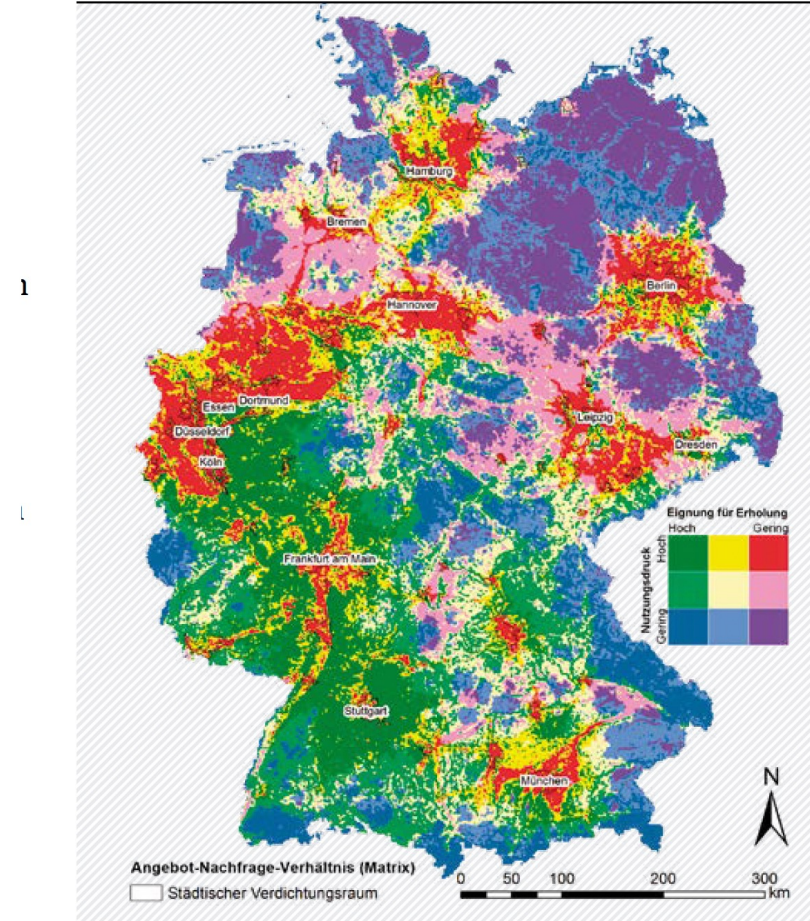 n
Hamburg
Bremen
Berlin
Hannover
Essen Dortmund
Leipzig
Düsseldorf
Dresden
Köln
Eignung für Erholung
Hoch Gering
Nutzungsdruck
Hoch
Gering
Frankfurt am Main
Stuttgart
München
N
Angebot-Nachfrage-Verhältnis (Matrix)
Städtischer Verdichtungsraum
0 50 100 200 300
km